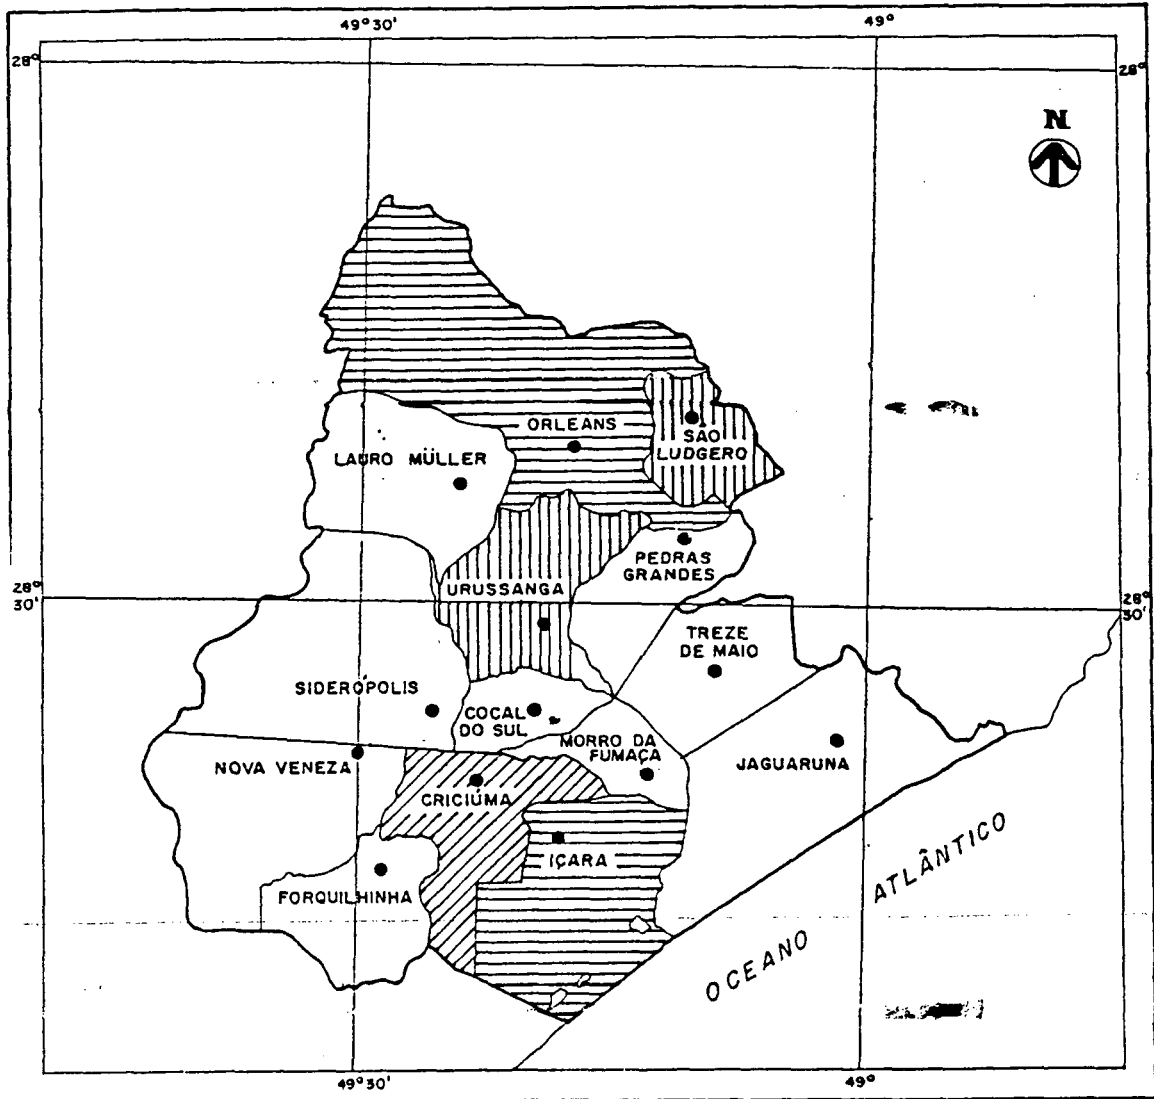 49°30'
49°
28°
28°
N
ORLEANS
SÃO
LUDGERO
LAURO MÜLLER
PEDRAS
GRANDES
URUSSANGA
28°
30'
28°
30'
TREZE
DE MAIO
SIDERÓPOLIS
COCAL
DO SUL
MORRO DA
FUMAÇA
NOVA VENEZA
JAGUARUNA
CRICIÚMA
IÇARA
FORQUILHINHA
OCEANO ATLÂNTICO
49°30'
49°